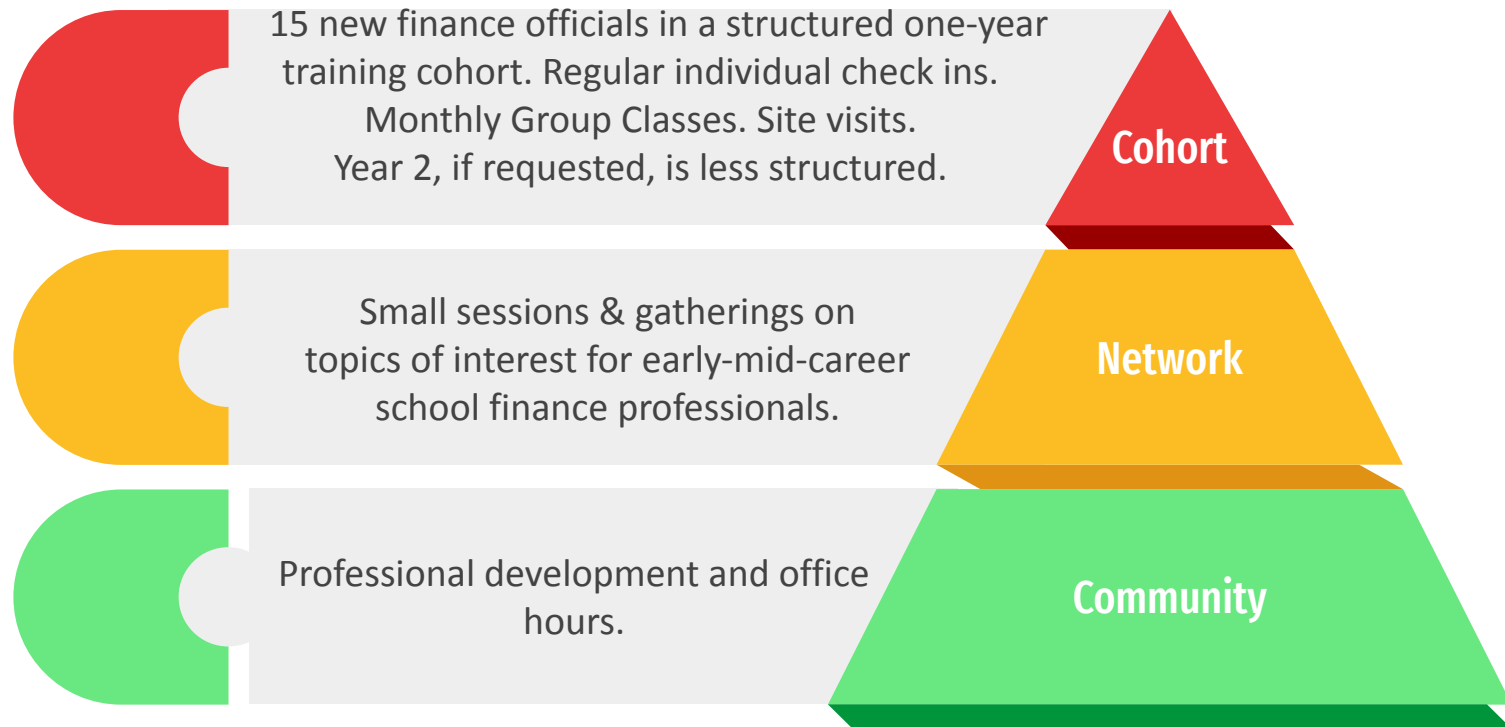 15 new finance officials in a structured one-year
training cohort. Regular individual check ins.
Monthly Group Classes. Site visits.
Year 2, if requested, is less structured.
Cohort
Small sessions & gatherings on
topics of interest for early-mid-career
school finance professionals.
Network
Professional development and office
hours.
Community